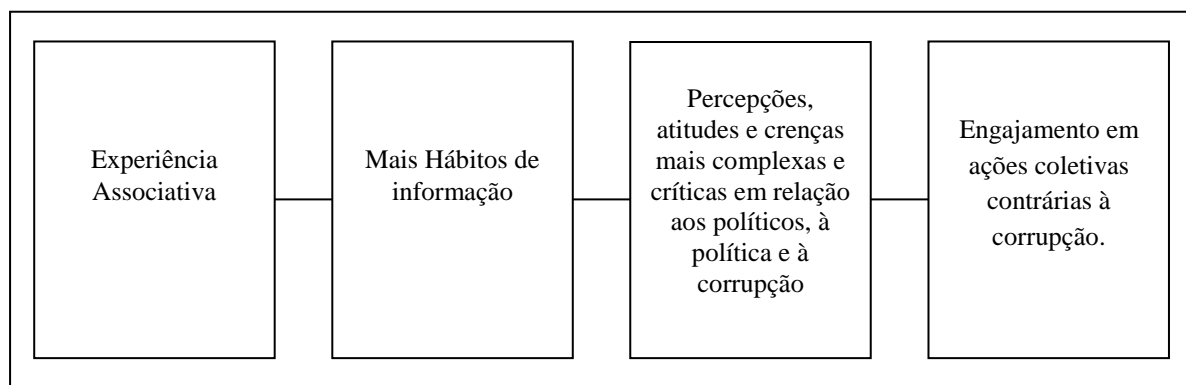 Experiência
Associativa
Mais Hábitos de
informação
Percepções,
atitudes e crenças
mais complexas e
críticas em relação
aos políticos, à
política e à
corrupção
Engajamento em
ações coletivas
contrárias à
corrupção.